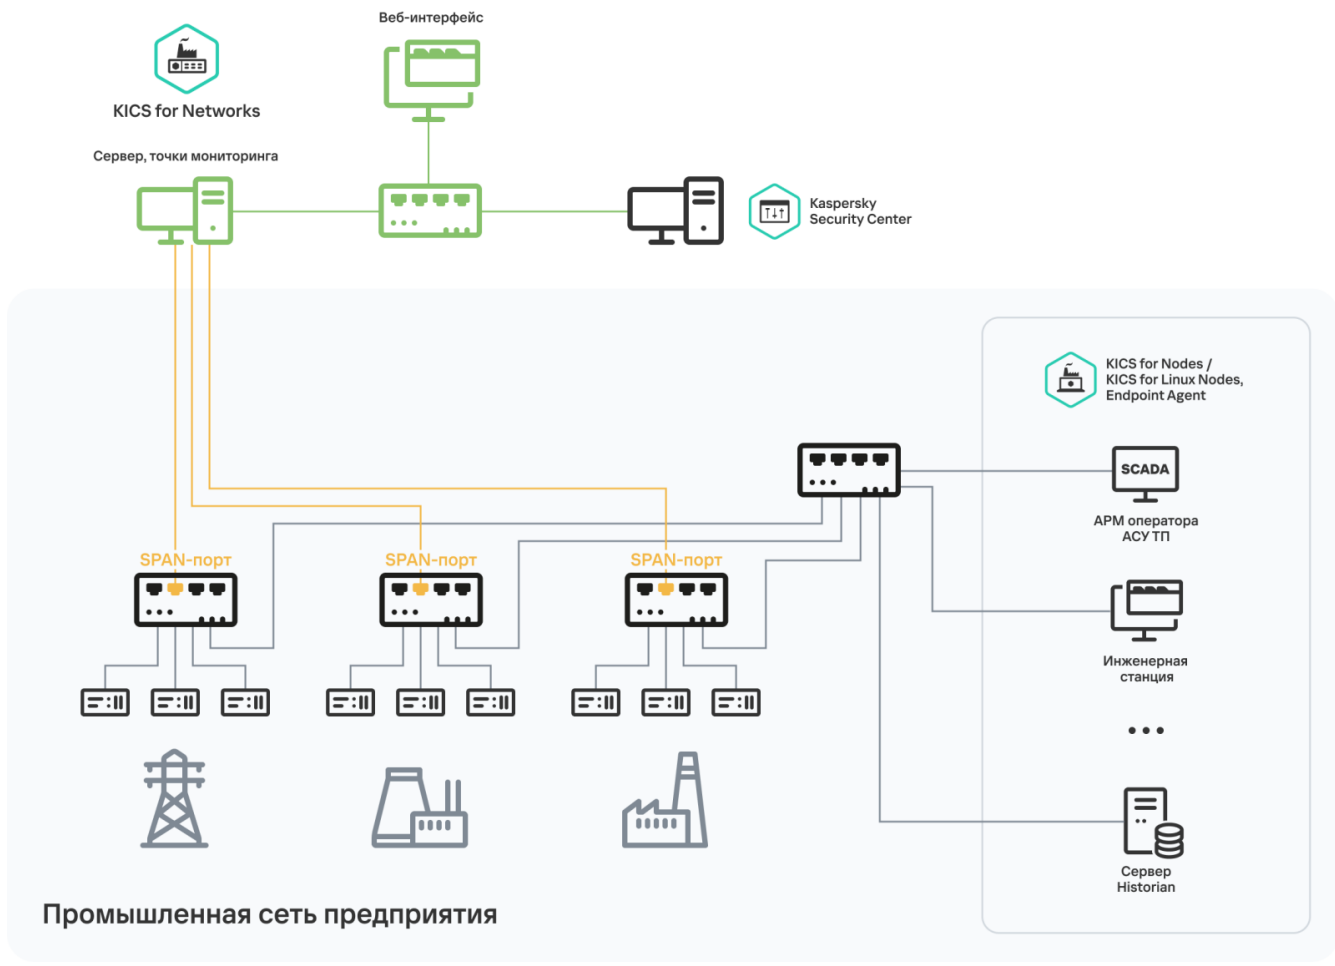 Веб-интерфейс
KICS for Networks
Сервер, точки мониторинга
Kaspersky
Security Center
KICS for Nodes /
KICS for Linux Nodes,
Endpoint Agent
SCADA
АРМ оператора
АСУ ТП
SPAN-порт
SPAN-порт
SPAN-порт
Инженерная
станция
Сервер
Historian
Промышленная сеть предприятия